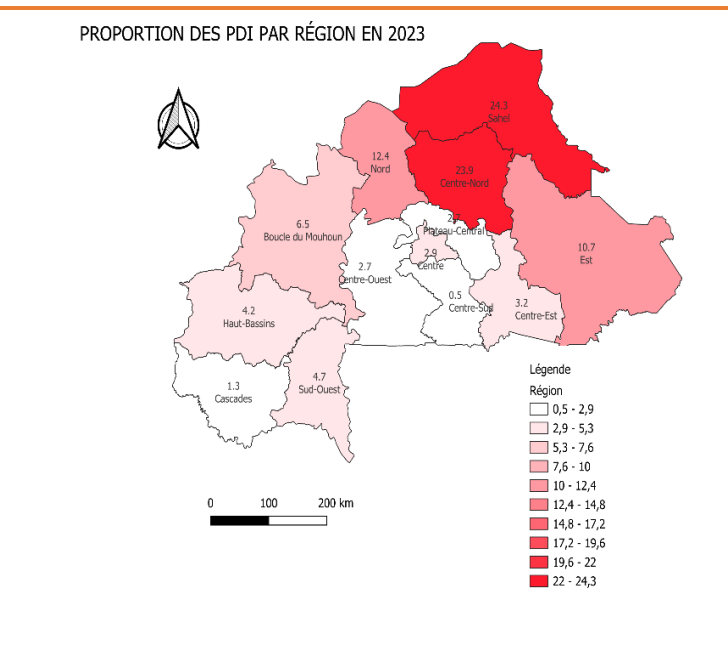 PROPORTION DES PDI PAR RÉGION EN 2023
24.3
Sahel
12.4
Nord
23.9
Centre-Nord
6.5
Boucle du Mouhoun
Plateau-Central
10.7
Est
2.9
Centre
2.7
Centre-Ouest
0.5
Centre-Sud
3.2
Centre-Est
4.2
Haut-Bassins
4.7
Sud-Ouest
1.3
Cascades
Légende
Région
0,5 - 2,9
2,9 - 5,3
5,3 - 7,6
7,6 - 10
10 - 12,4
12,4 - 14,8
14,8 - 17,2
17,2 - 19,6
19,6 - 22
22 - 24,3
0 100 200 km